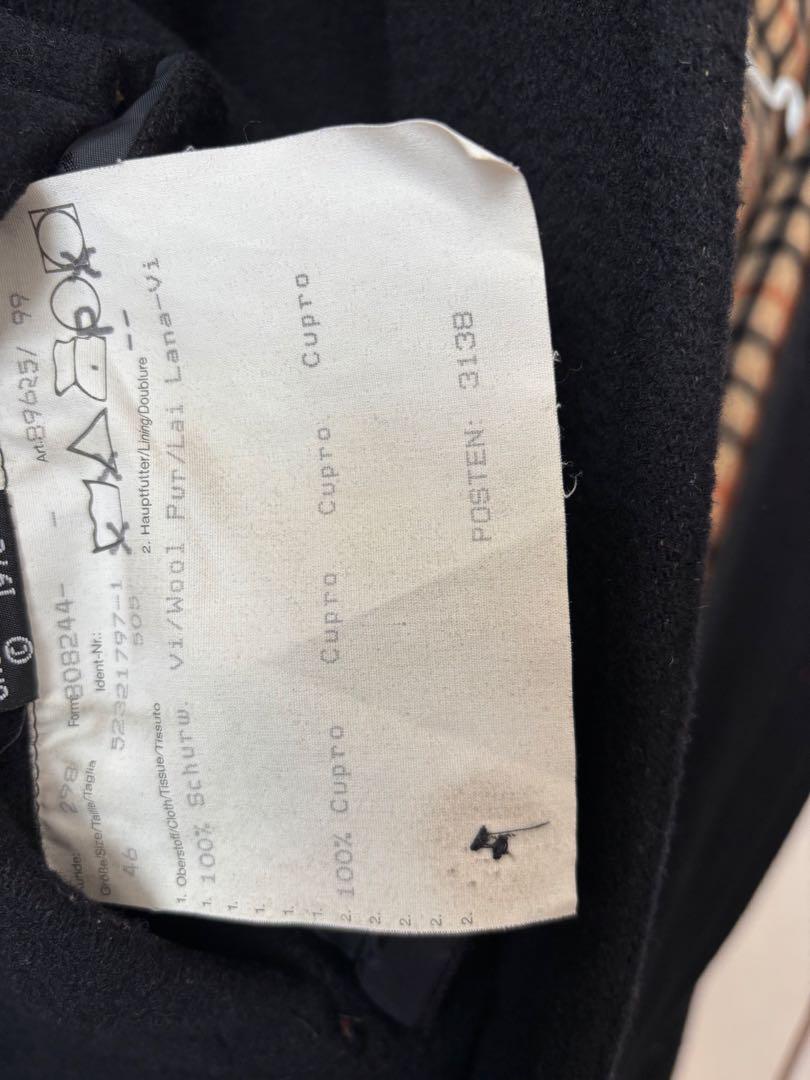 Art.: 89625/ 99
Form 808244- -
298
Größe/Size/Taille/Taglia
Ident-Nr.:
52321797-1
46
505
--
P
1. Oberstoff/Cloth/Tissue/Tissuto
2. Hauptfutter/Lining/Doublure
1. 100% Schurw. Vi/Wool Pur/Lai Lana-Vi
1.
1.
1.
1.
2. 100% Cupro Cupro Cupro Cupro
2.
2.
2.
2.
POSTEN: 3138
©